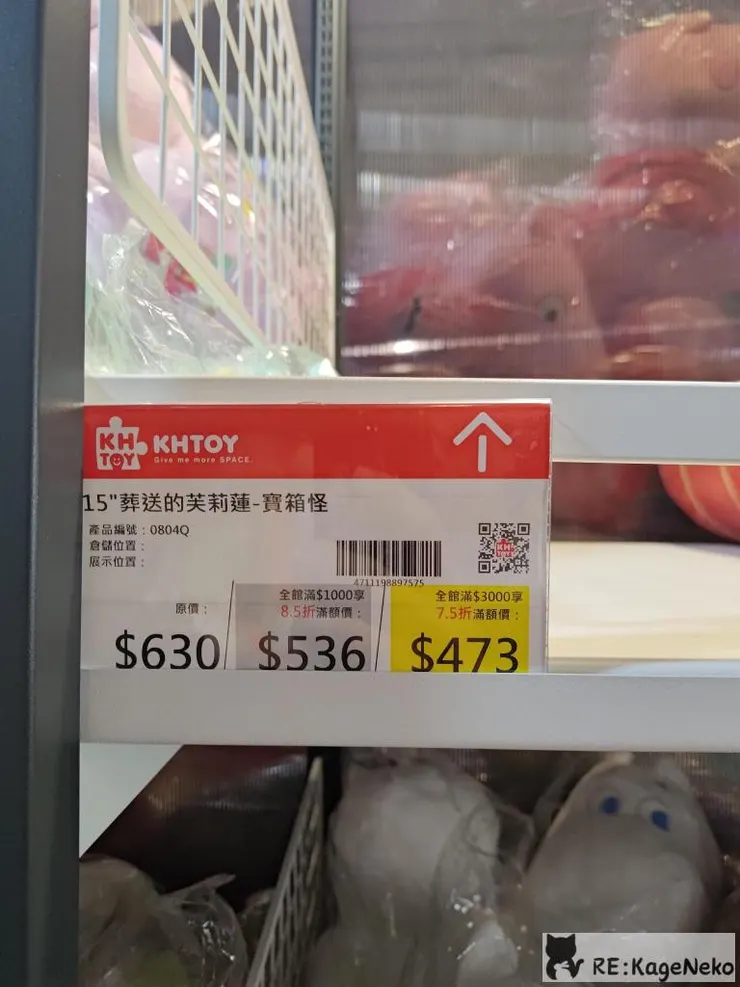 KH TOY
KHTOY
Give me more SPACE.
15"葬送的芙莉蓮-寶箱怪
產品編號：0804Q
倉儲位置：
展示位置：
4711198897575
原價：
$630
全館滿$1000享
8.5折滿額價：
$536
全館滿$3000享
7.5折滿額價：
$473
RE:KageNeko